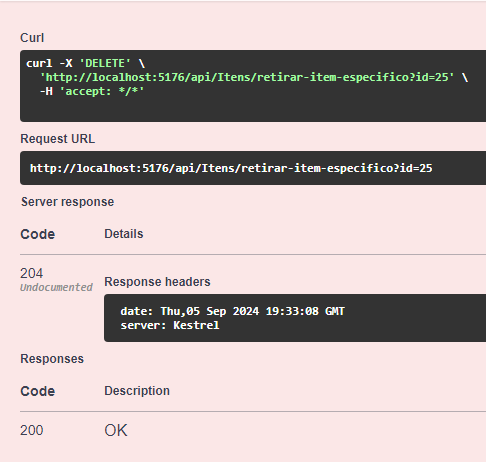 Curl
curl -X 'DELETE' \
'http://localhost:5176/api/Itens/retirar-item-especifico?id=25' \
-H 'accept: */*'
Request URL
http://localhost:5176/api/Itens/retirar-item-especifico?id=25
Server response
Code Details
204
Undocumented
Response headers
date: Thu,05 Sep 2024 19:33:08 GMT
server: Kestrel
Responses
Code Description
200 OK